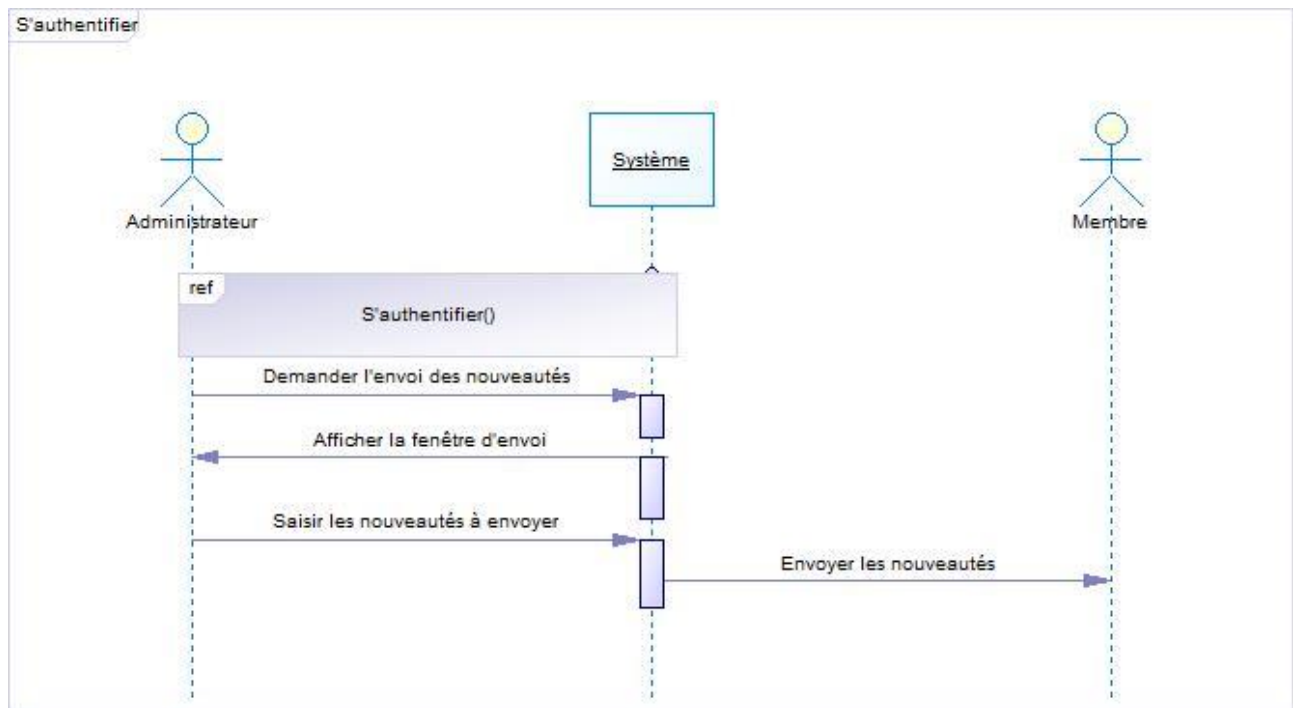 S'authentifier
Système
Administrateur
Membre
ref
S'authentifier()
Demander l'envoi des nouveautés
Afficher la fenêtre d'envoi
Saisir les nouveautés à envoyer
Envoyer les nouveautés